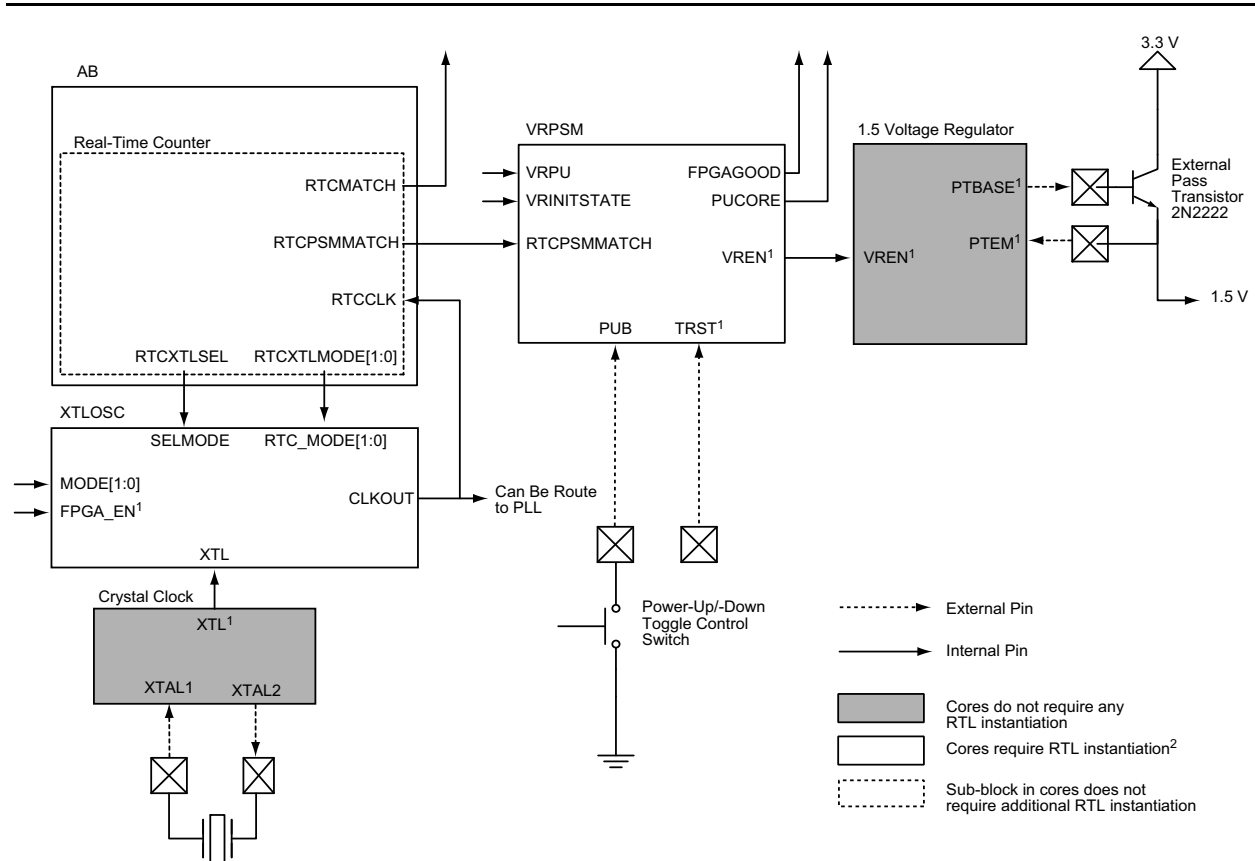 AB
Real-Time Counter
RTCMATCH
RTCPSMMATCH
RTCCLK
RTCXTLSEL
RTCXTLMODE[1:0]
XTLOSC
SELMODE
RTC_MODE[1:0]
MODE[1:0]
FPGA_EN1
CLKOUT
XTL
Can Be Route
to PLL
Crystal Clock
XTL1
XTAL1
XTAL2
VRPSM
VRPU
VRINITSTATE
RTCPSMMATCH
FPGAGOOD
PUCORE
VREN1
PUB
TRST1
Power-Up/-Down
Toggle Control
Switch
1.5 Voltage Regulator
PTBASE1
PTEM1
VREN1
3.3 V
External
Pass
Transistor
2N2222
1.5 V
External Pin
Internal Pin
Cores do not require any
RTL instantiation
Cores require RTL instantiation2
Sub-block in cores does not
require additional RTL instantiation